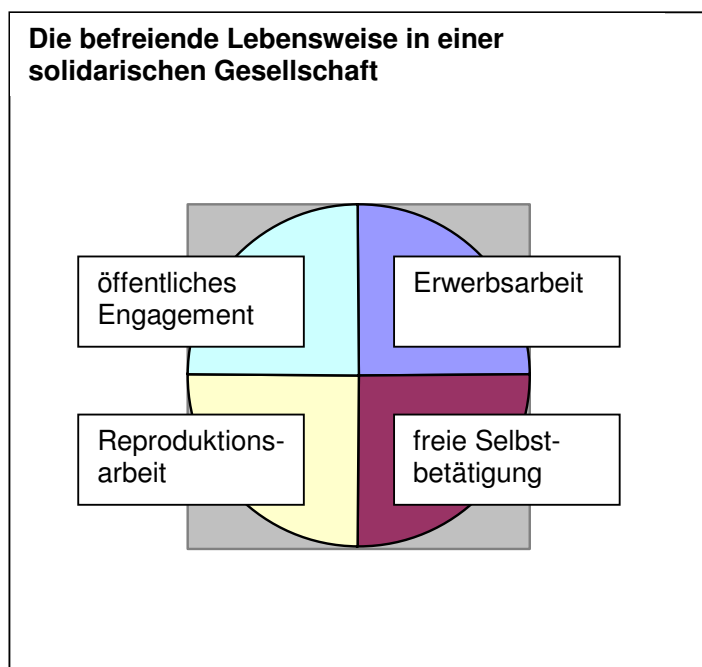 Die befreiende Lebensweise in einer
solidarischen Gesellschaft
öffentliches
Engagement
Erwerbsarbeit
Reproduktions-
arbeit
freie Selbst-
betätigung